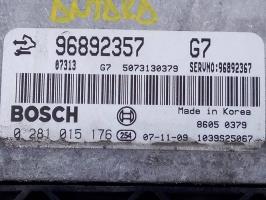 ANTARA
96892357 G7
07313 G7 5073130379 SERVNO:96892367
BOSCH
Made in Korea
8605 0379
0 281 015 176 254 07-11-09 1039S25067